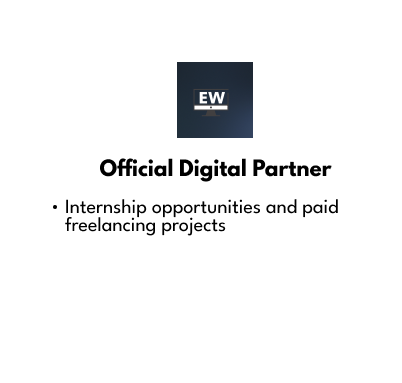 EW
Official Digital Partner
• Internship opportunities and paid
freelancing projects